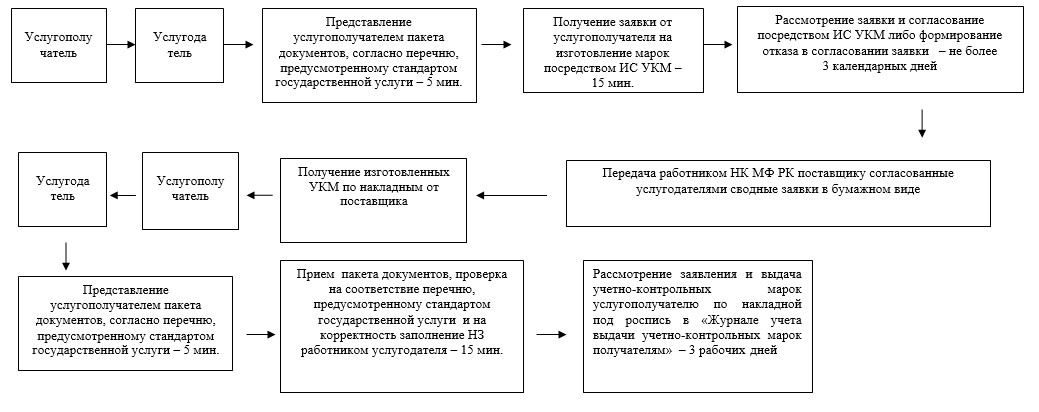 Услугополу
чатель
Услугода
тель
Представление
услугополучателем пакета
документов, согласно перечню,
предусмотренному стандартом
государственной услуги – 5 мин.
Получение заявки от
услугополучателя на
изготовление марок
посредством ИС УКМ –
15 мин.
Рассмотрение заявки и согласование
посредством ИС УКМ либо формирование
отказа в согласовании заявки – не более
3 календарных дней
Передача работником НК МФ РК поставщику согласованные
услугодателями сводные заявки в бумажном виде
Получение изготовленных
УКМ по накладным от
поставщика
Услугополу
чатель
Услугода
тель
Представление
услугополучателем пакета
документов, согласно перечню,
предусмотренному стандартом
государственной услуги – 5 мин.
Прием пакета документов, проверка
на соответствие перечню,
предусмотренному стандартом
государственной услуги и на
корректность заполнение НЗ
работником услугодателя – 15 мин.
Рассмотрение заявления и выдача
учетно-контрольных марок
услугополучателю по накладной
под роспись в «Журнале учета
выдачи учетно-контрольных марок
получателям» – 3 рабочих дней